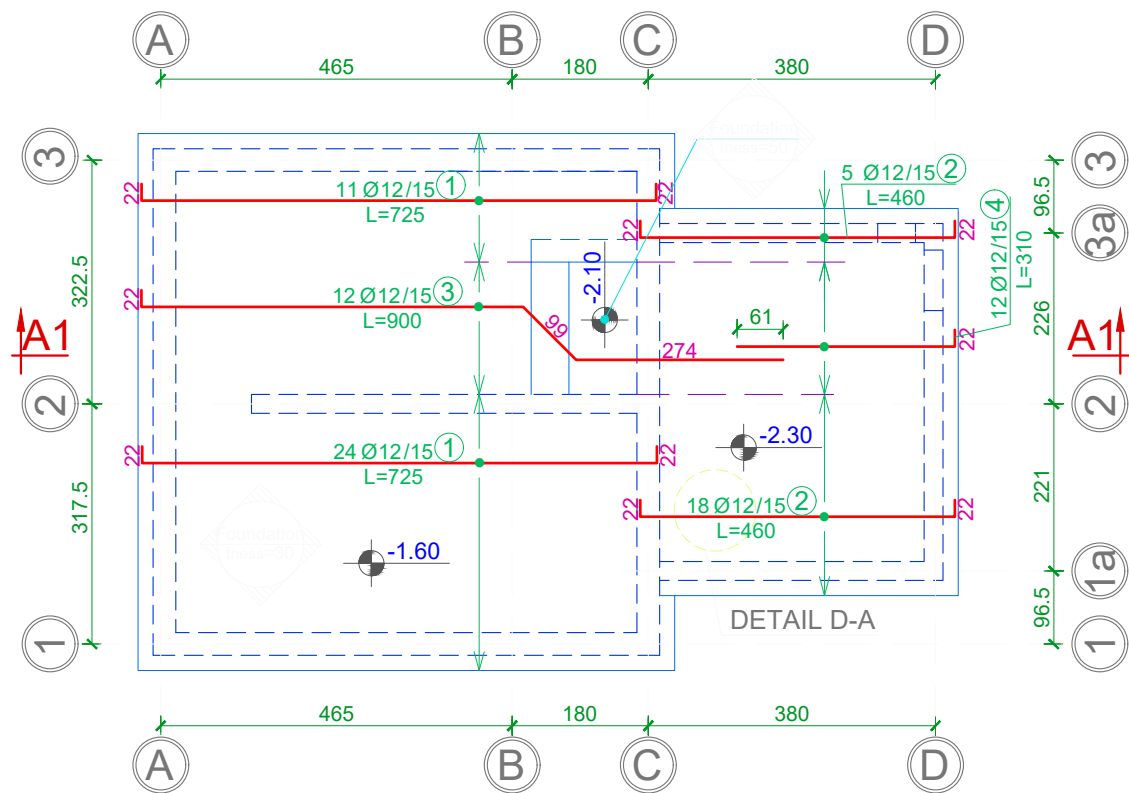 A B C D
465 180 380
3 3
96.5
3a
22 11 Ø12/15 1 22
L=725
5 Ø12/15 2
L=460
22 22
12 Ø12/15 4
L=310
322.5
-2.10
226
22 12 Ø12/15 3
L=900
99
61
274
22
A1 A1
2 2
-2.30
22 24 Ø12/15 1 22
L=725
317.5
221
22 18 Ø12/15 2 22
L=460
Foundation
-1.60
1a
DETAIL D-A
96.5
1 1
465 180 380
A B C D